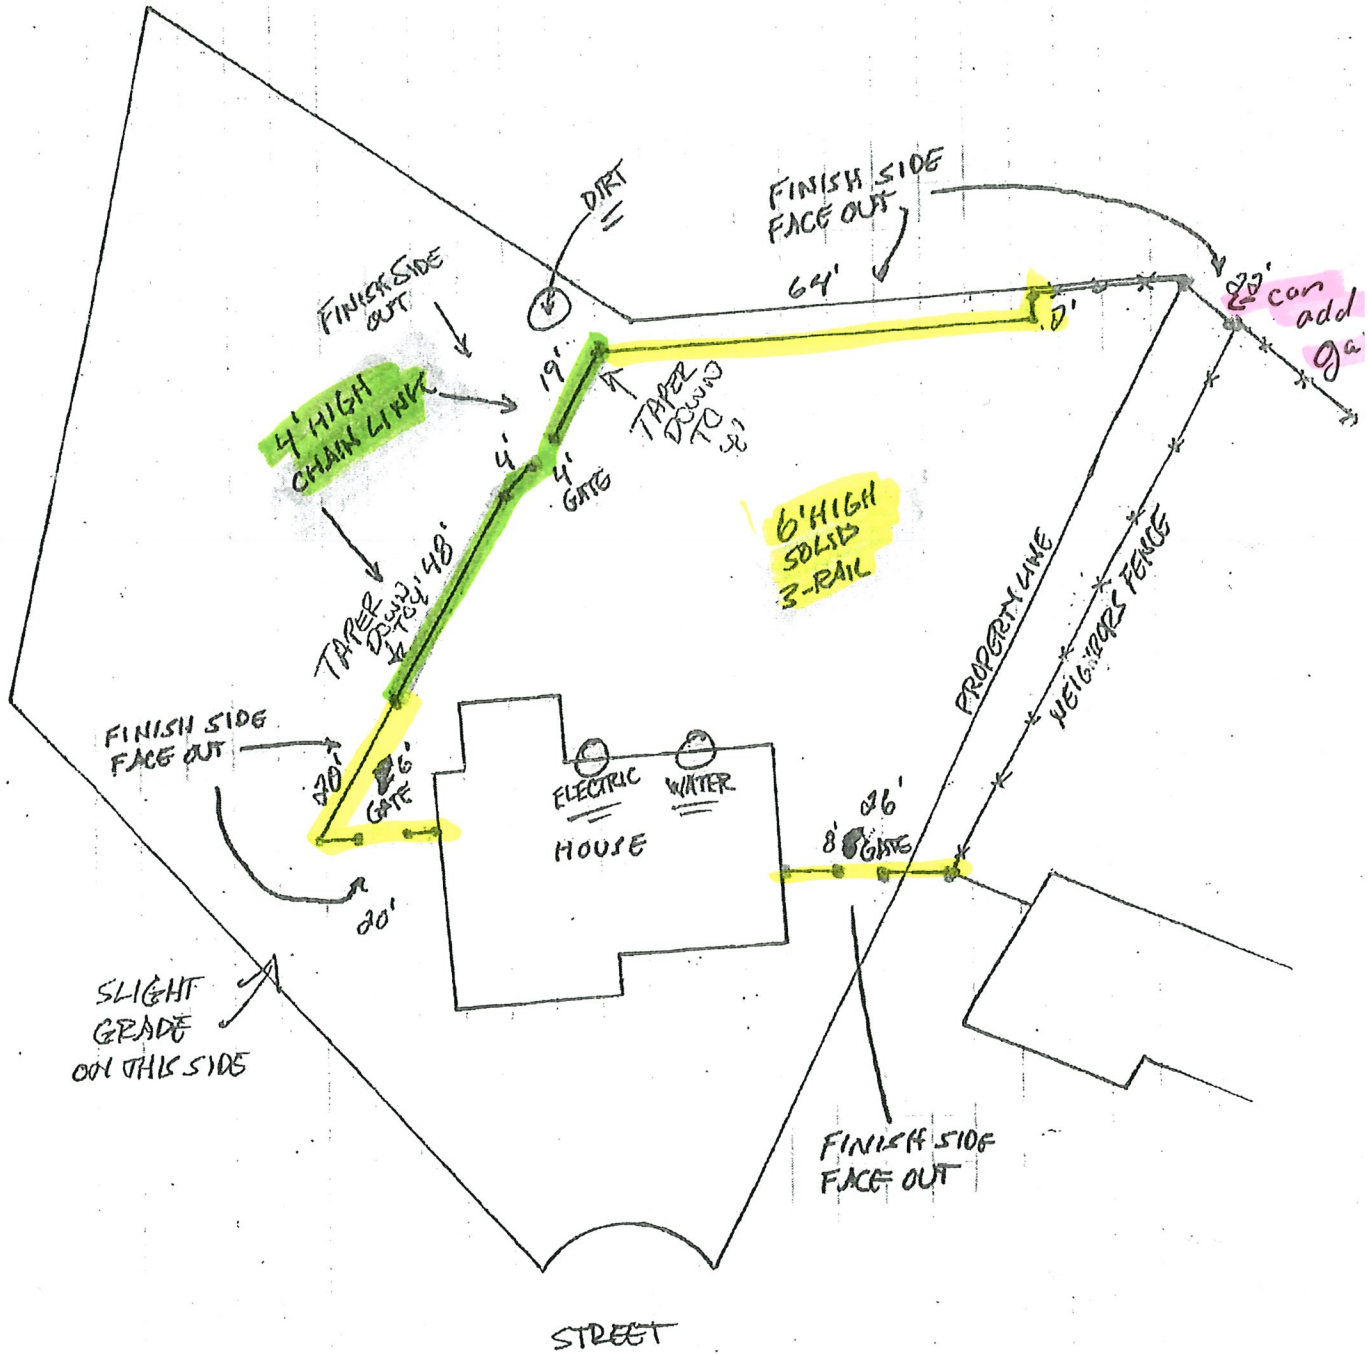 DIRT
FINISH SIDE
FACE OUT
64'
22'
can
add
FINISH SIDE
OUT
19'
TAPER
DOWN
TO
4' HIGH
CHAIN LINK
4'
4'
GATE
6' HIGH
SOLID
3-RAIL
48'
TAPER
DOWN
TO 4'
PROPERTY LINE
NEIGHBORS FENCE
FINISH SIDE
FACE OUT
20'
6'
GATE
ELECTRIC
WATER
HOUSE
26'
8'
GATE
20'
SLIGHT
GRADE
ON THIS SIDE
FINISH SIDE
FACE OUT
STREET